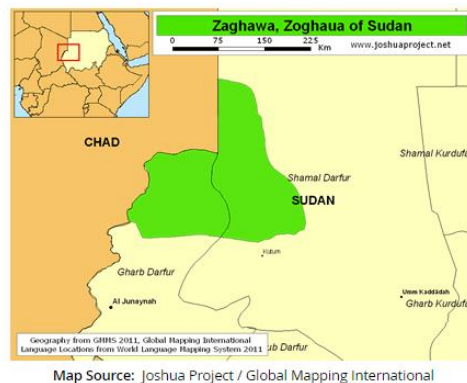 Zaghawa, Zoghaua of Sudan
0 75 150 225
Km
www.joshuaproject.net
CHAD
Shamal Kurdufa
Shamal Darfur
SUDAN
Kutum
Gharb Darfur
Al Junaynah
Umm Kaddadah
Gharb Kurdufa
ub Darfur
Geography from GMMS 2011, Global Mapping International
Language Locations from World Language Mapping System 2011
Map Source: Joshua Project / Global Mapping International